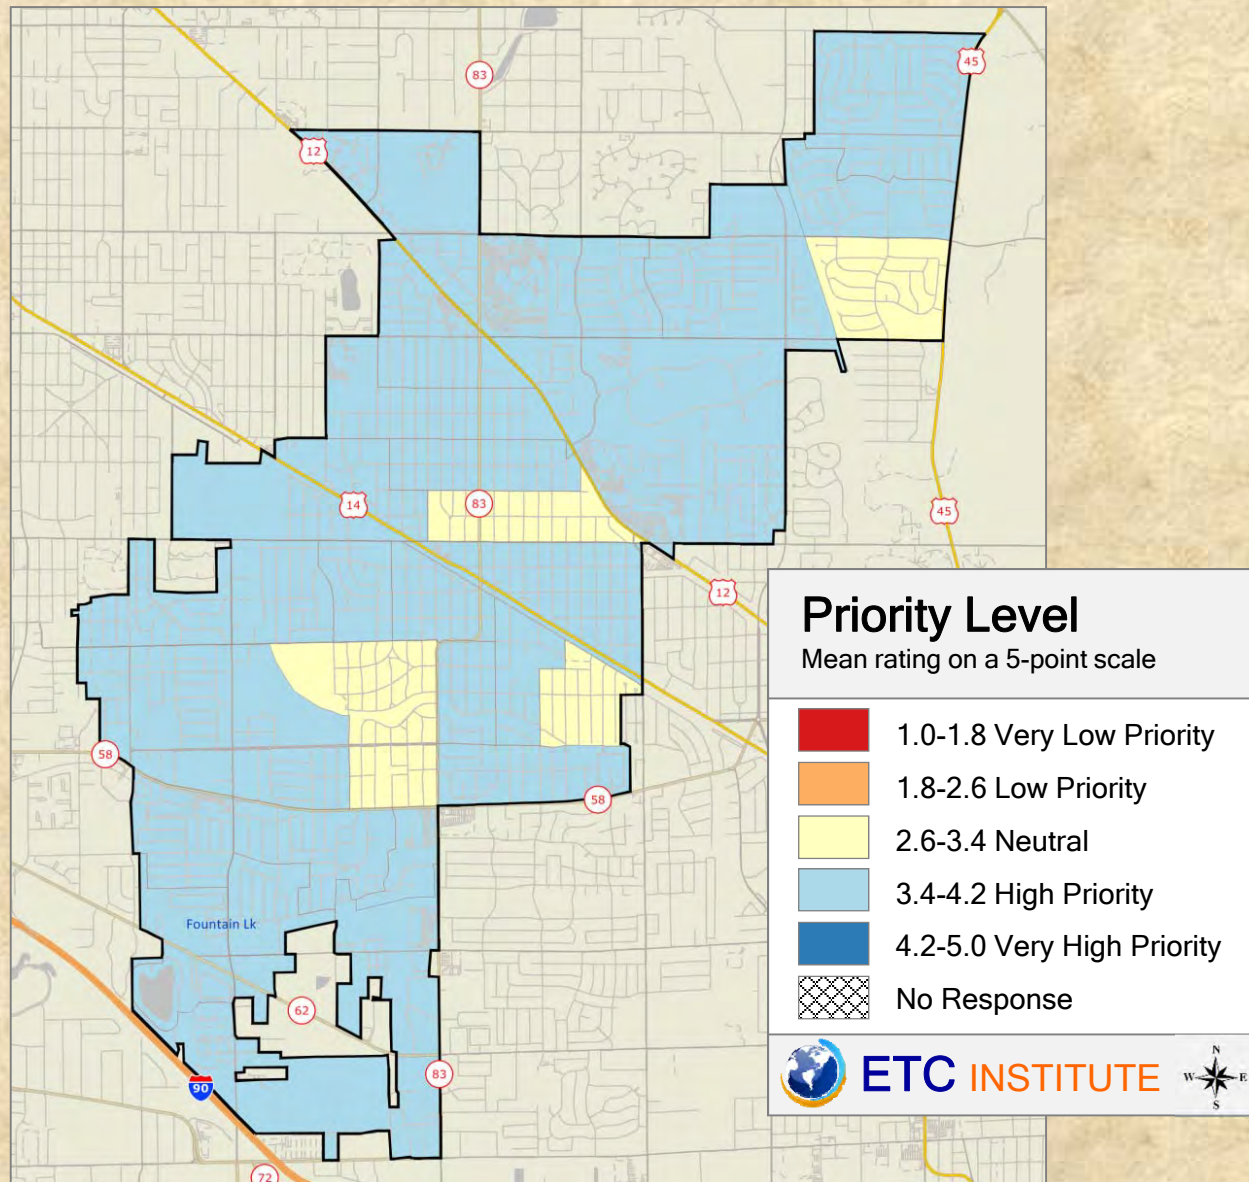 83
45
12
83
14
45
12
58
58
Fountain Lk
62
83
90
72
Priority Level
Mean rating on a 5-point scale
1.0-1.8 Very Low Priority
1.8-2.6 Low Priority
2.6-3.4 Neutral
3.4-4.2 High Priority
4.2-5.0 Very High Priority
No Response
ETC INSTITUTE
N
W E
S